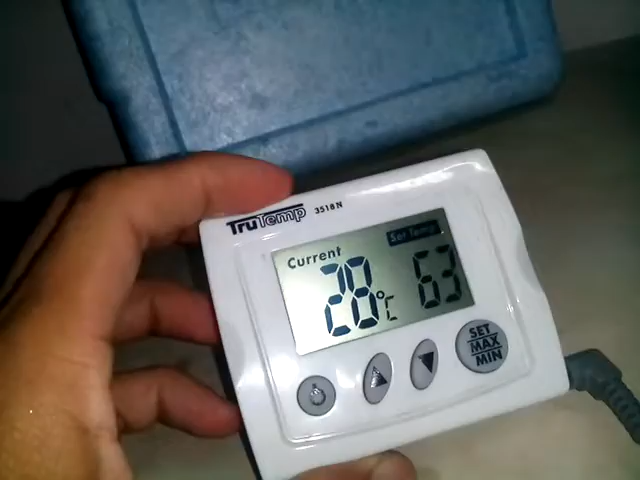 TruTemp 3518N
Current Set Temp
28°C 63
SET
MAX
MIN